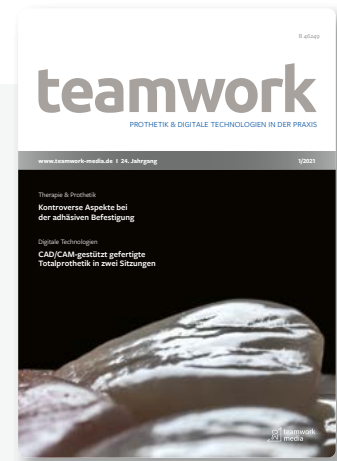 B 46249
teamwork
PROTHETIK & DIGITALE TECHNOLOGIEN IN DER PRAXIS
www.teamwork-media.de I 24. Jahrgang 1/2021
Therapie & Prothetik
Kontroverse Aspekte bei
der adhäsiven Befestigung
Digitale Technologien
CAD/CAM-gestützt gefertigte
Totalprothetik in zwei Sitzungen
teamwork
media